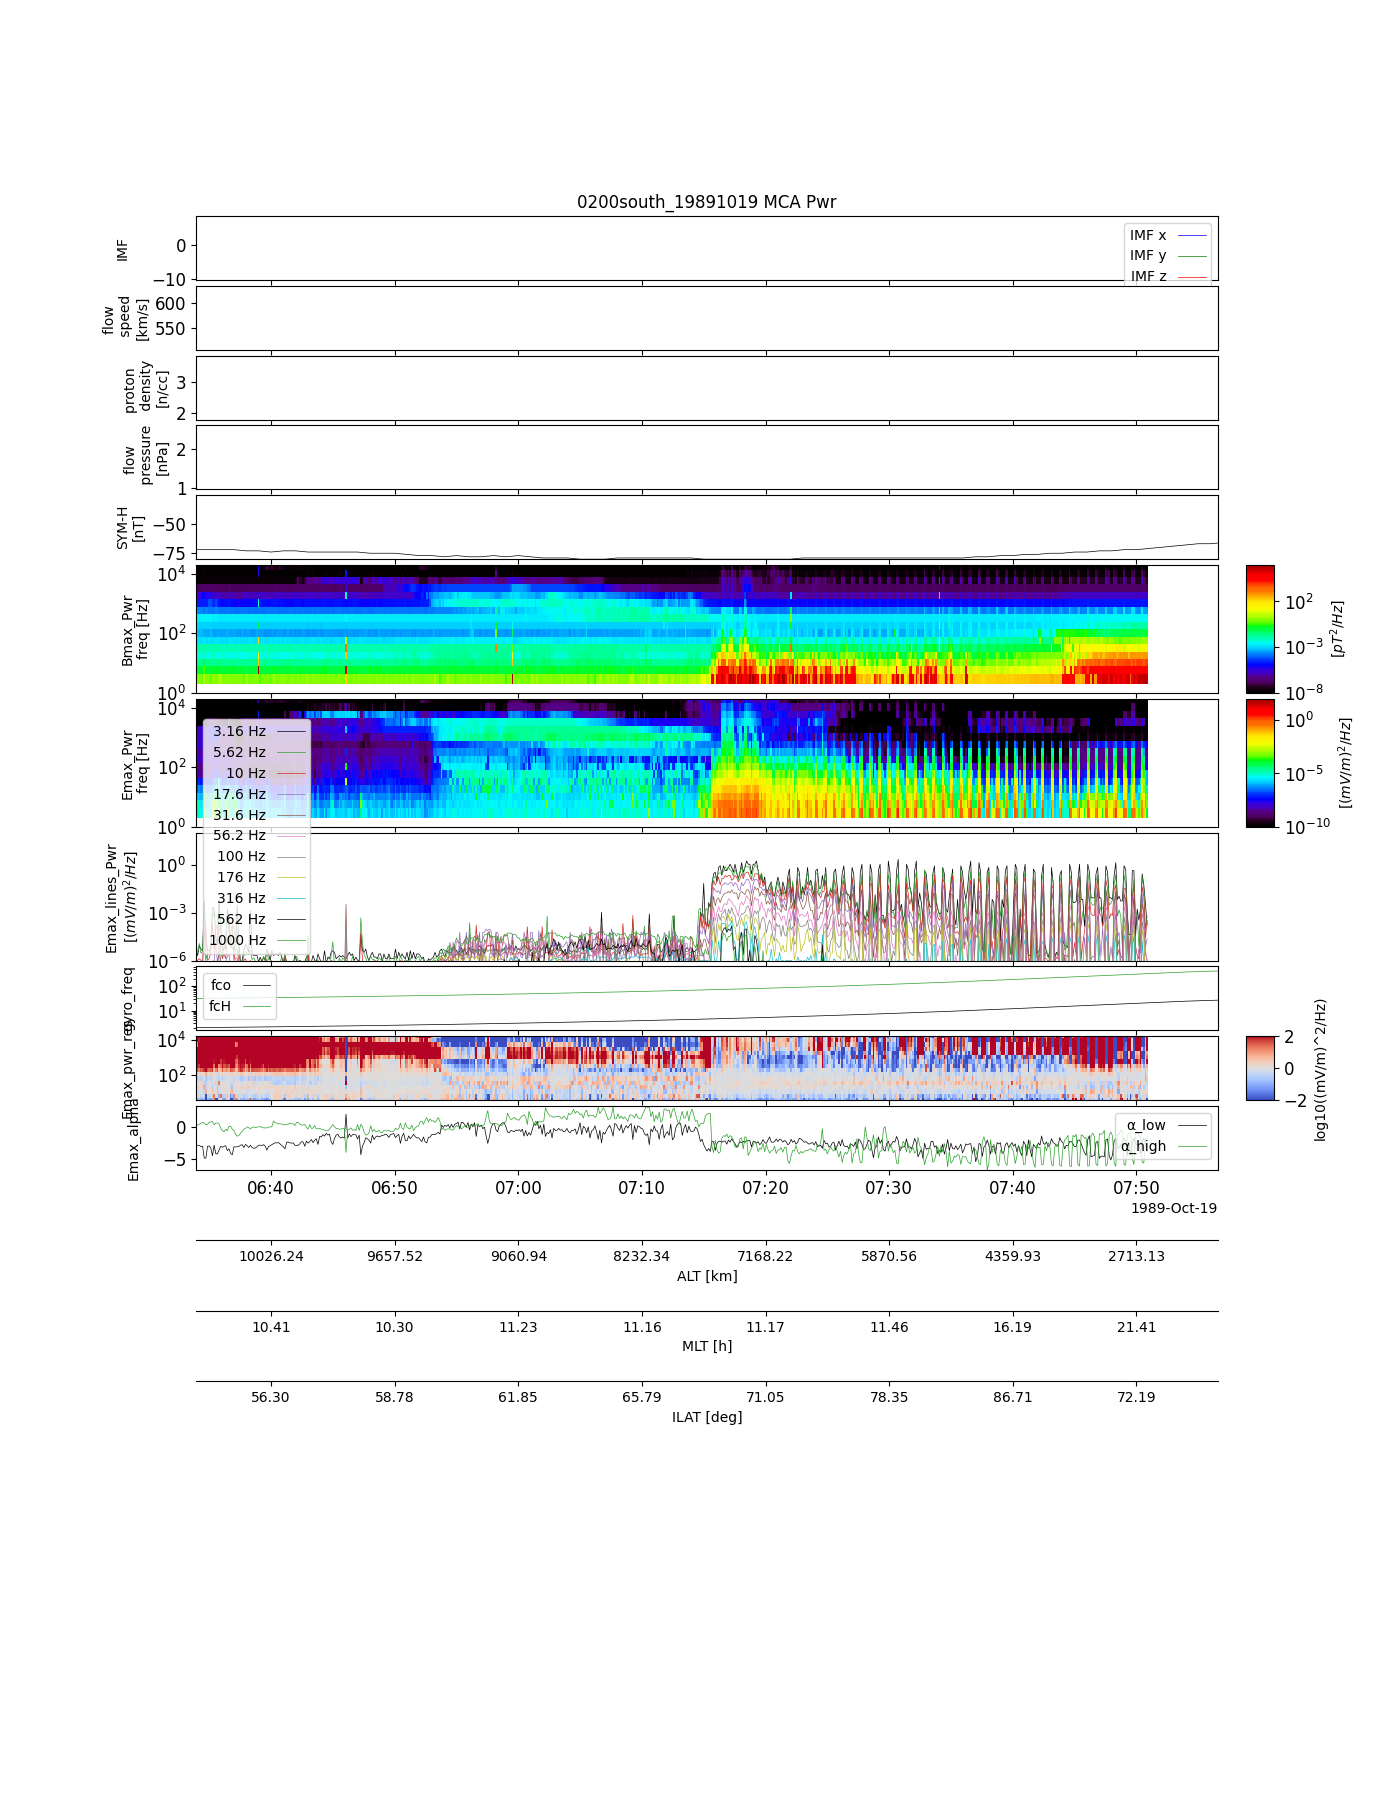 0200south_19891019 MCA Pwr
IMF
0
−10
IMF x
IMF y
IMF z
flow
speed
[km/s]
600
550
proton
density
[n/cc]
3
2
flow
pressure
[nPa]
2
1
SYM-H
[nT]
−50
−75
Bmax_Pwr
freq [Hz]
10^4
10^2
10^0
10^2
10^−3
10^−8
[pT^2/Hz]
Emax_Pwr
freq [Hz]
10^4
10^2
10^0
10^0
10^−5
10^−10
[(mV/m)^2/Hz]
3.16 Hz
5.62 Hz
10 Hz
17.6 Hz
31.6 Hz
56.2 Hz
100 Hz
176 Hz
316 Hz
562 Hz
1000 Hz
Emax_lines_Pwr
[(mV/m)^2/Hz]
10^0
10^−3
10^−6
gyro_freq
10^2
10^1
fco
fcH
Emax_pwr_reg
10^4
10^2
2
0
−2
log10((mV/m)^2/Hz)
Emax_alpha
0
−5
α_low
α_high
06:40 06:50 07:00 07:10 07:20 07:30 07:40 07:50
1989-Oct-19
10026.24 9657.52 9060.94 8232.34 7168.22 5870.56 4359.93 2713.13
ALT [km]
10.41 10.30 11.23 11.16 11.17 11.46 16.19 21.41
MLT [h]
56.30 58.78 61.85 65.79 71.05 78.35 86.71 72.19
ILAT [deg]